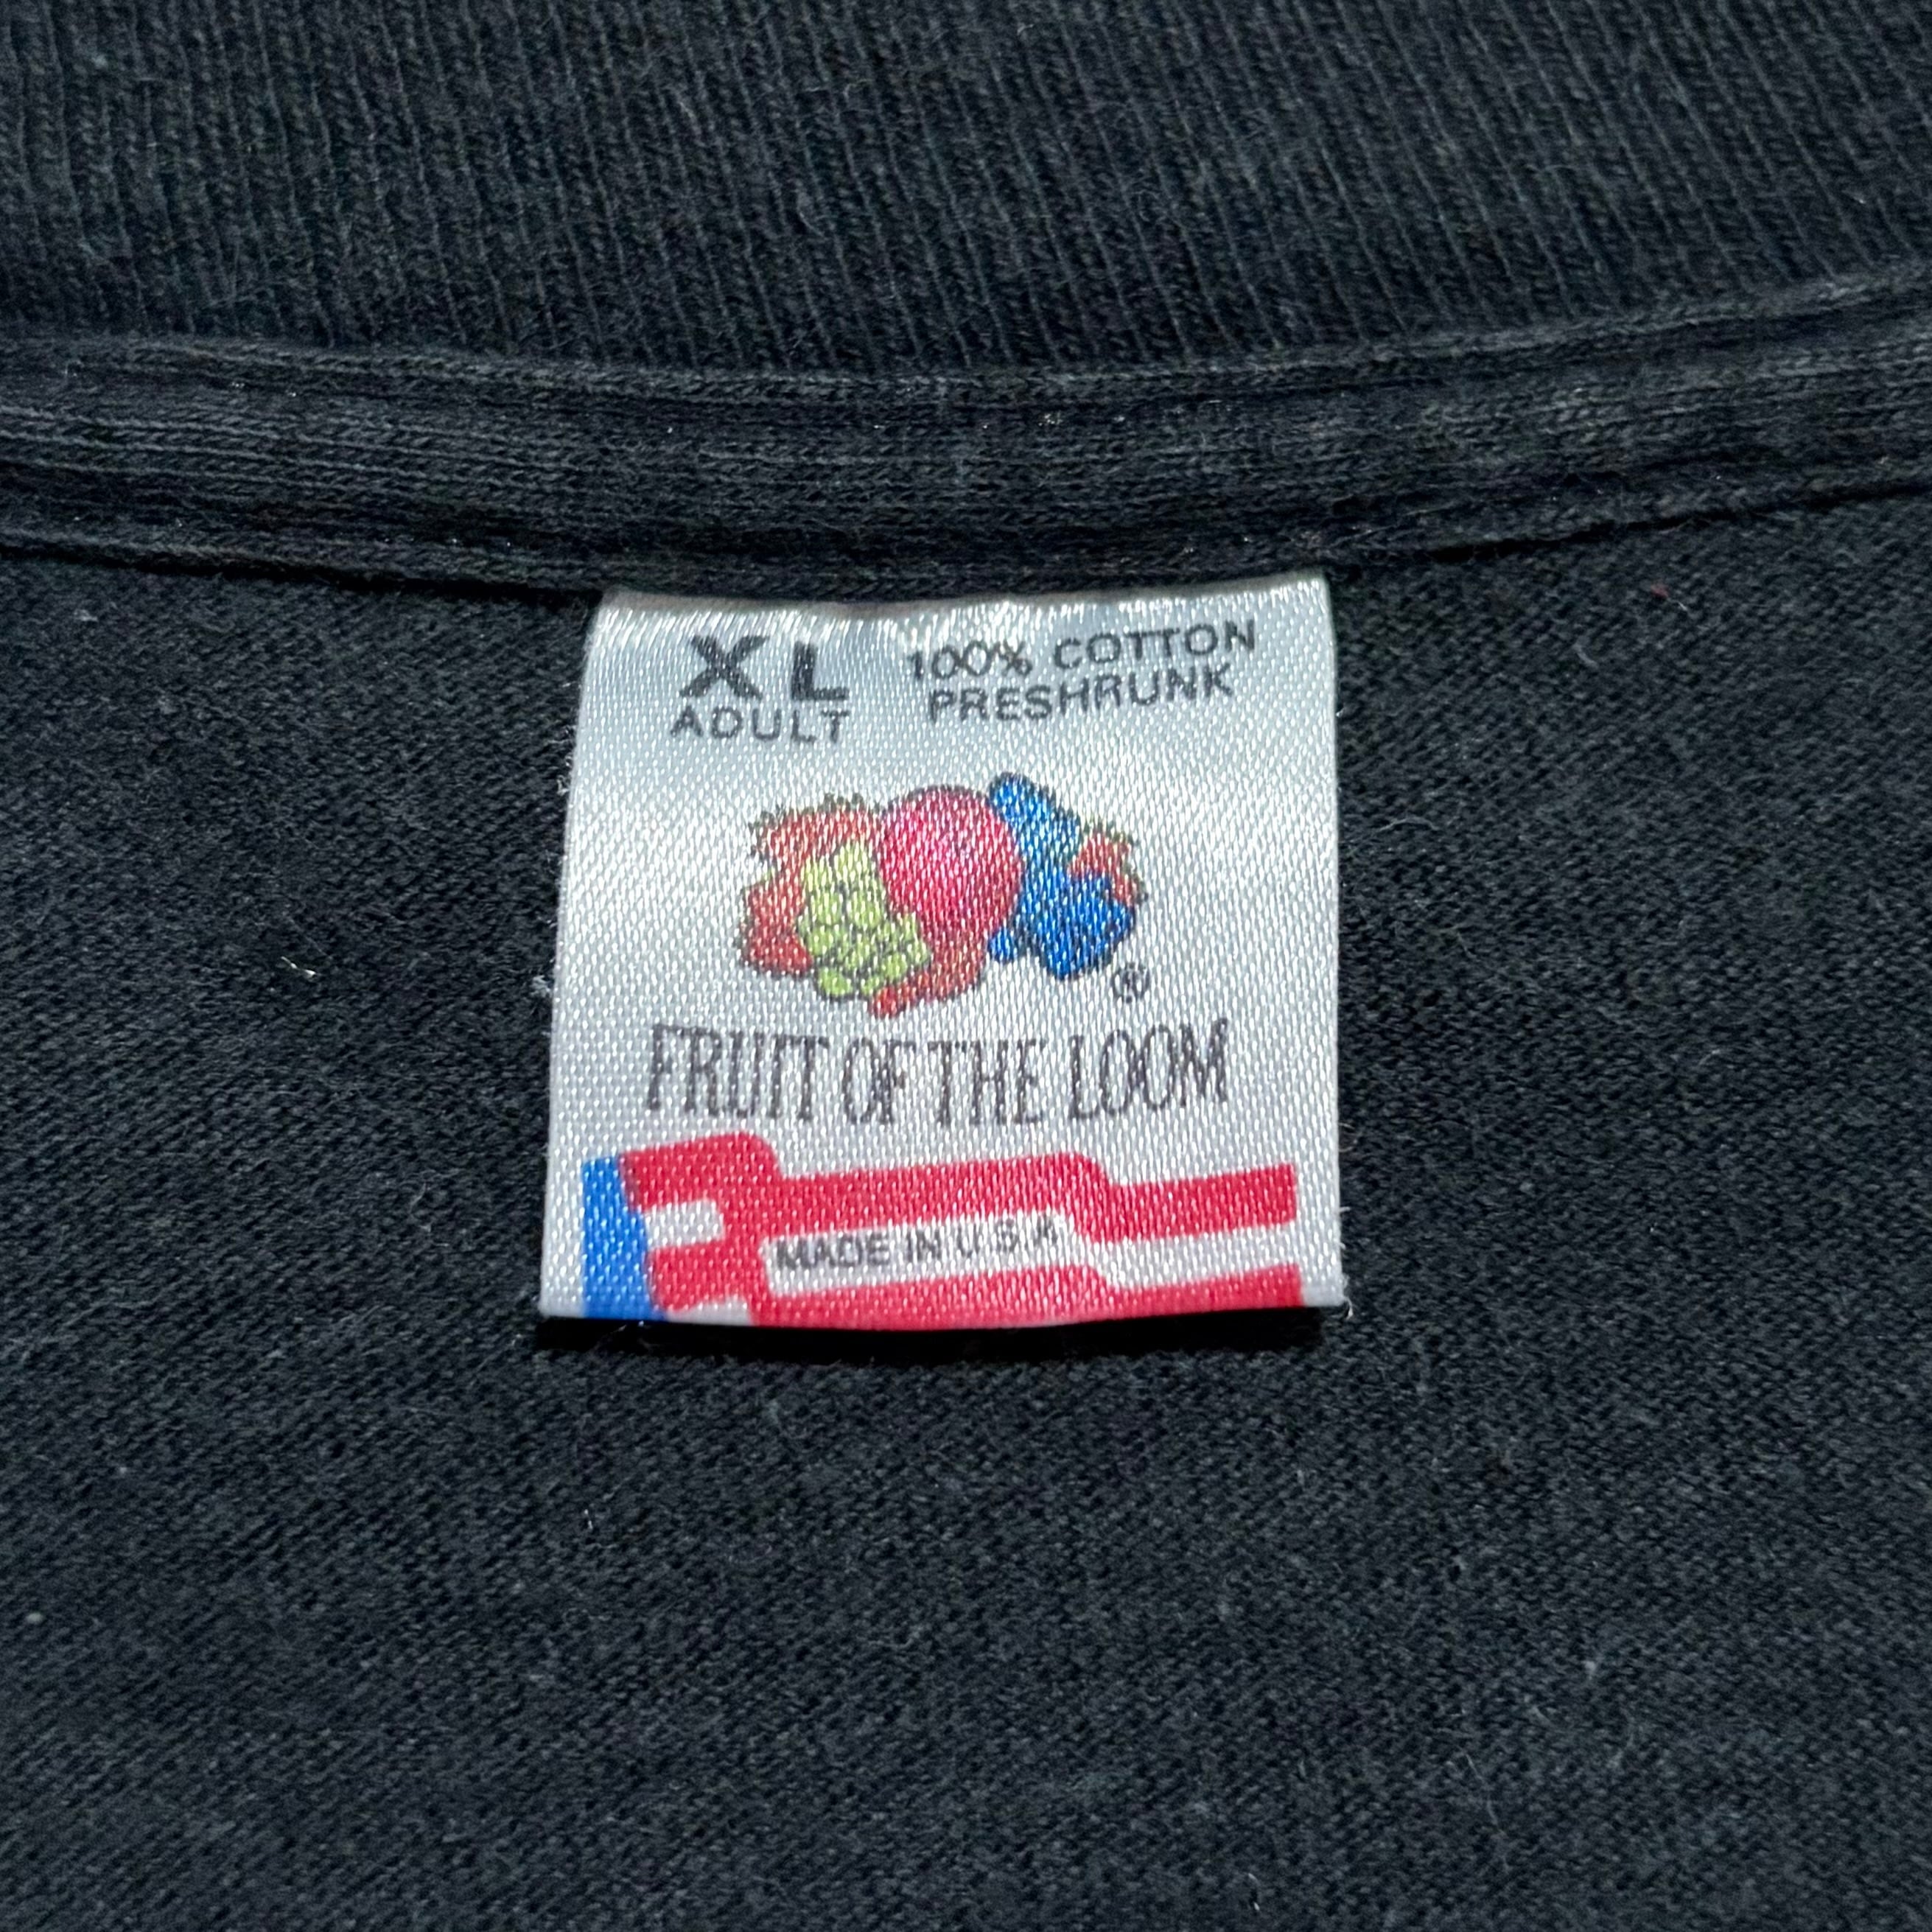 XL 100% COTTON
ADULT PRESHRUNK
®
FRUIT OF THE LOOM
MADE IN U.S.A